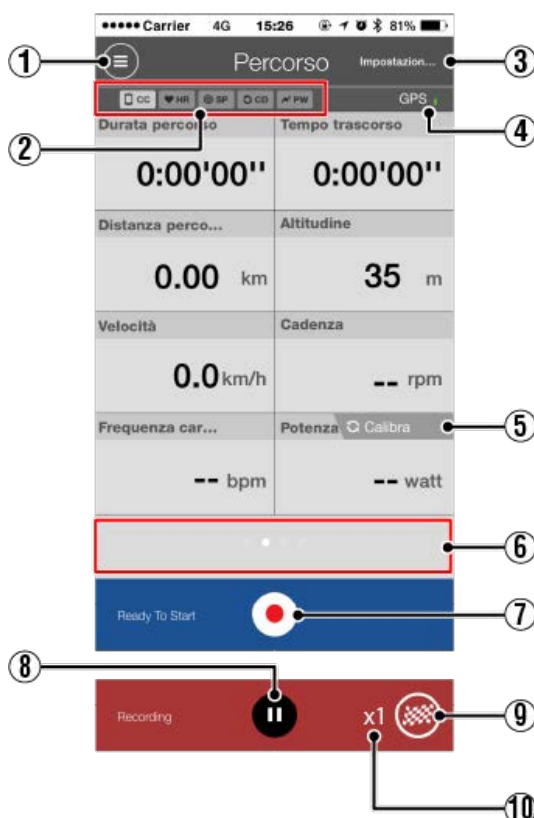 Carrier 4G 15:26 81%
1 Percorso Impostazion... 3
CC HR SP CD PW GPS
2 4
Durata percorso Tempo trascorso
0:00'00'' 0:00'00''
Distanza perco... Altitudine
0.00 km 35 m
Velocità Cadenza
0.0 km/h -- rpm
Frequenza car... Potenza Calibra 5
-- bpm -- watt
6
Ready To Start 7
8
Recording x1 9
10